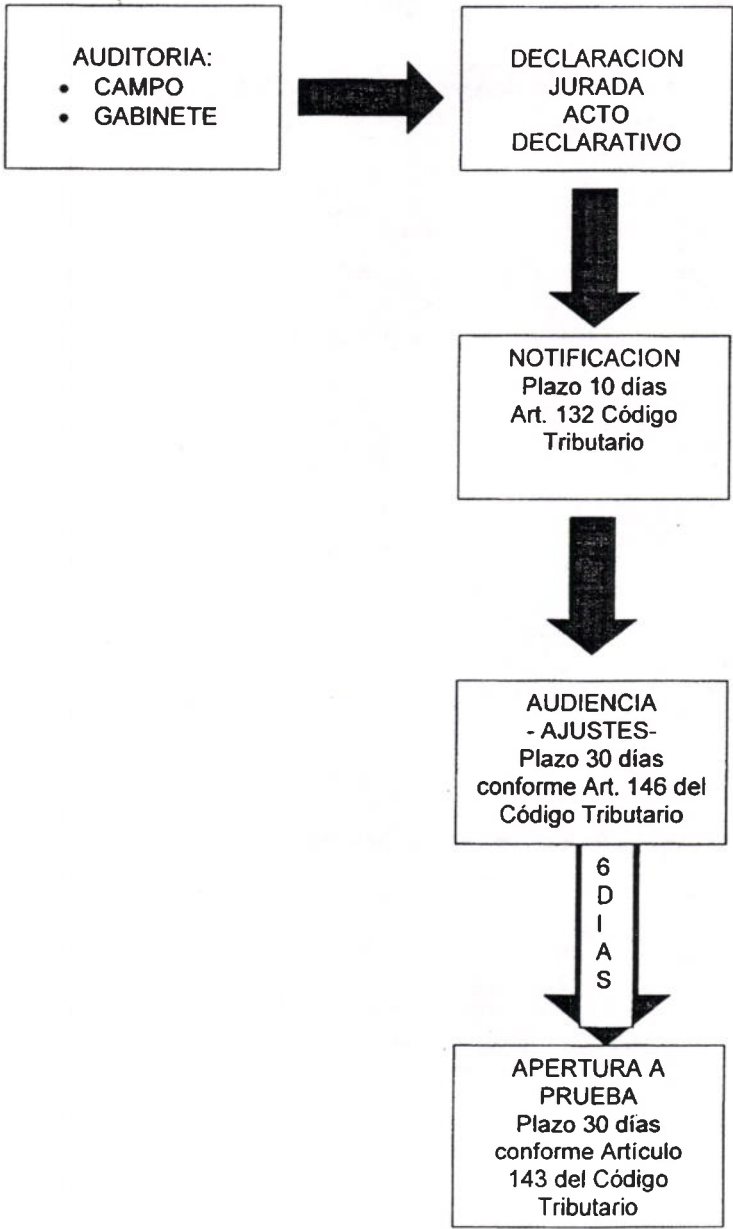 AUDITORIA:
• CAMPO
• GABINETE
DECLARACION
JURADA
ACTO
DECLARATIVO
NOTIFICACION
Plazo 10 días
Art. 132 Código
Tributario
AUDIENCIA
- AJUSTES-
Plazo 30 días
conforme Art. 146 del
Código Tributario
6
D
I
A
S
APERTURA A
PRUEBA
Plazo 30 días
conforme Artículo
143 del Código
Tributario